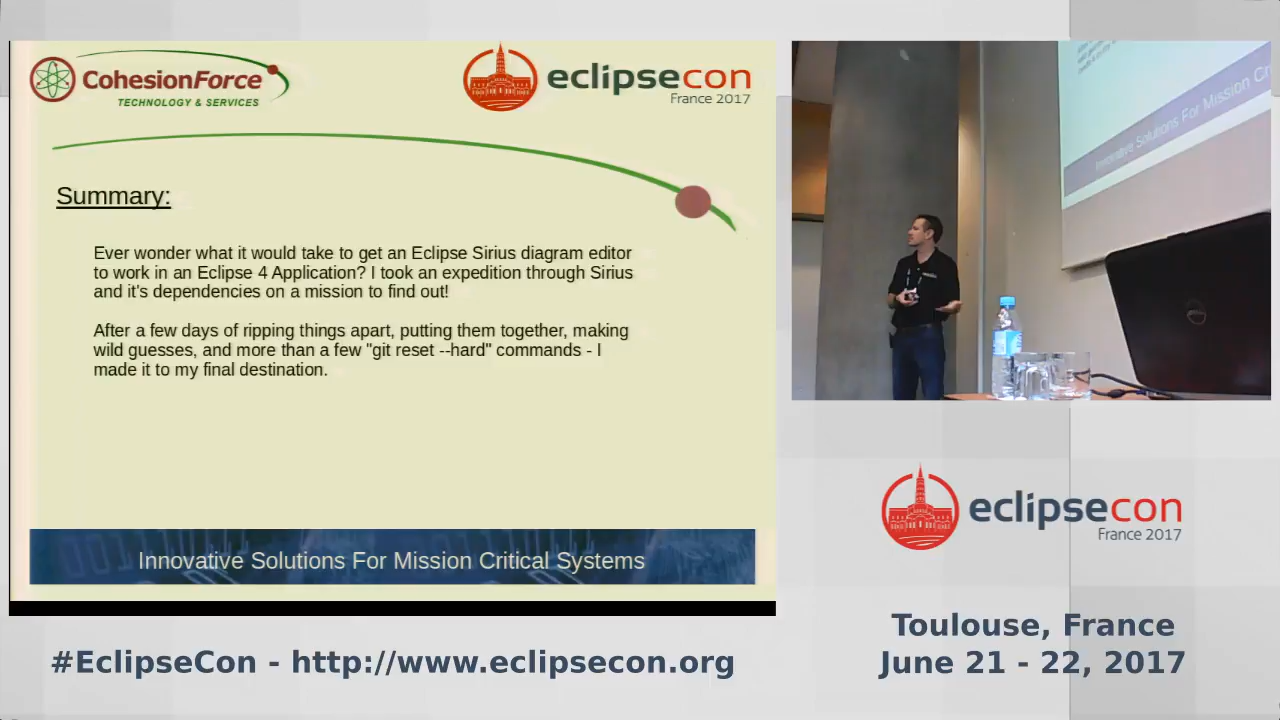 CohesionForce
TECHNOLOGY & SERVICES
eclipsecon
France 2017
Summary:
Ever wonder what it would take to get an Eclipse Sirius diagram editor
to work in an Eclipse 4 Application? I took an expedition through Sirius
and it's dependencies on a mission to find out!
After a few days of ripping things apart, putting them together, making
wild guesses, and more than a few "git reset --hard" commands - I
made it to my final destination.
Innovative Solutions For Mission Critical Systems
Innovative Solutions For Mission Cr
eclipsecon
France 2017
#EclipseCon - http://www.eclipsecon.org
Toulouse, France
June 21 - 22, 2017